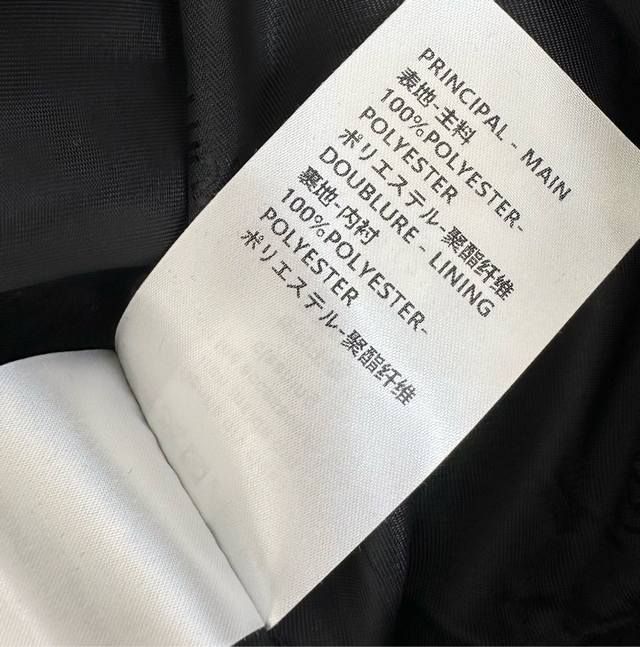 PRINCIPAL - MAIN
表地-主料
100%POLYESTER-
POLYESTER
ポリエステル-聚酯纤维
DOUBLURE - LINING
裏地-内衬
100%POLYESTER-
POLYESTER
ポリエステル-聚酯纤维